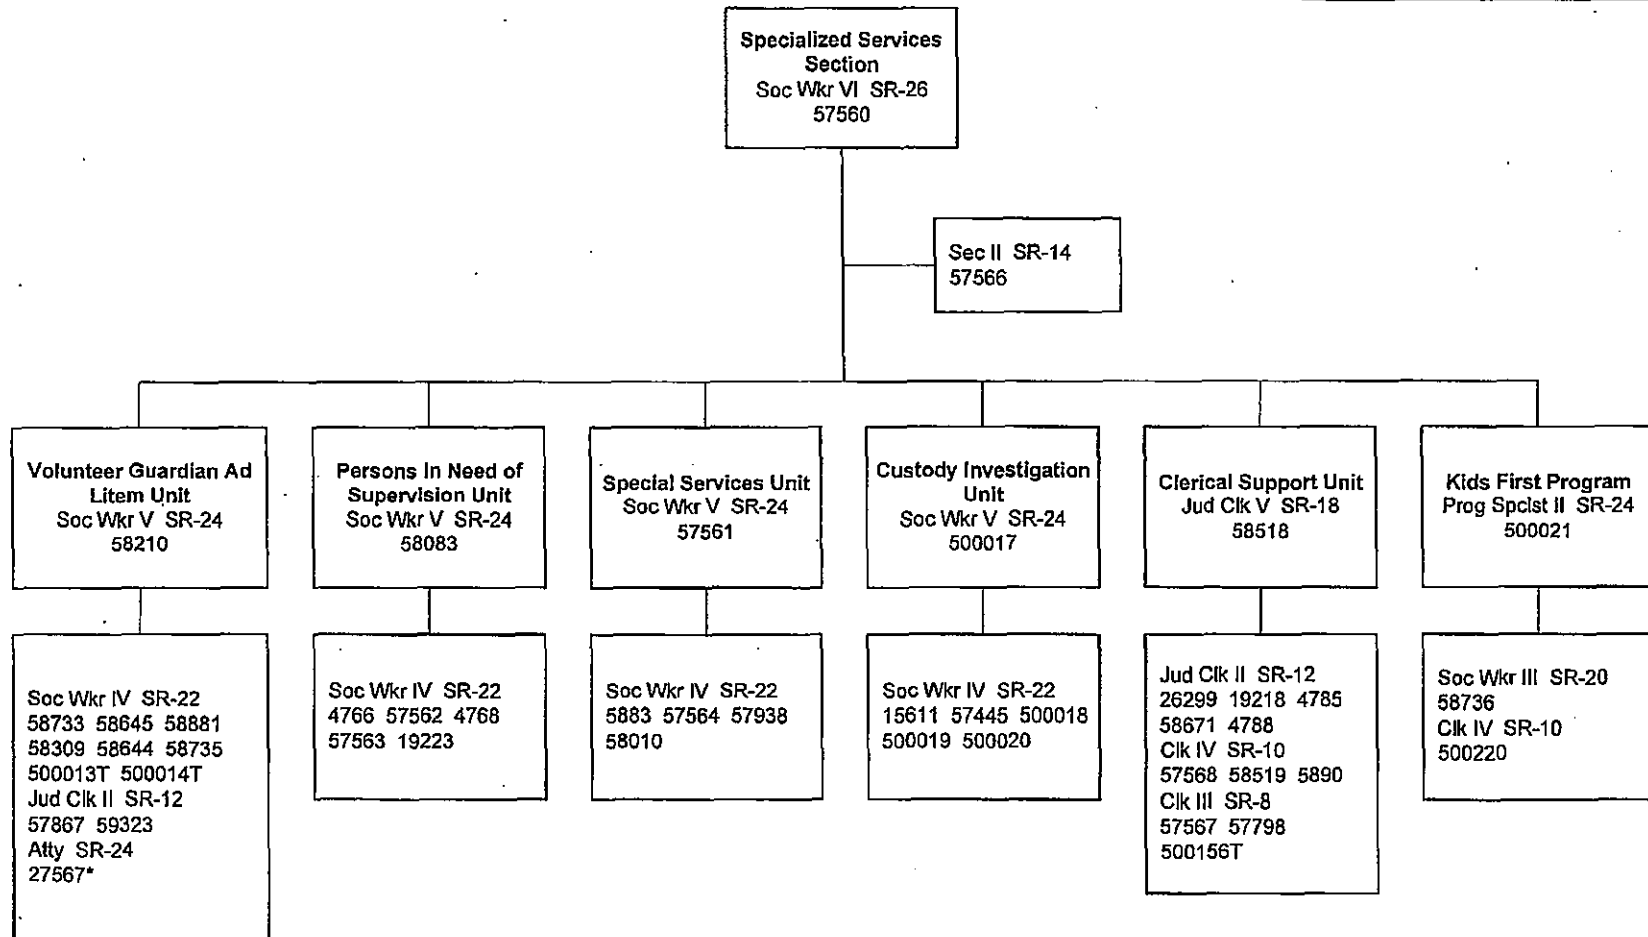 Specialized Services
Section
Soc Wkr VI SR-26
57560
Sec II SR-14
57566
Volunteer Guardian Ad
Litem Unit
Soc Wkr V SR-24
58210
Persons In Need of
Supervision Unit
Soc Wkr V SR-24
58083
Special Services Unit
Soc Wkr V SR-24
57561
Custody Investigation
Unit
Soc Wkr V SR-24
500017
Clerical Support Unit
Jud Clk V SR-18
58518
Kids First Program
Prog Spclst II SR-24
500021
Soc Wkr IV SR-22
58733 58645 58881
58309 58644 58735
500013T 500014T
Jud Clk II SR-12
57867 59323
Atty SR-24
27567*
Soc Wkr IV SR-22
4766 57562 4768
57563 19223
Soc Wkr IV SR-22
5883 57564 57938
58010
Soc Wkr IV SR-22
15611 57445 500018
500019 500020
Jud Clk II SR-12
26299 19218 4785
58671 4788
Clk IV SR-10
57568 58519 5890
Clk III SR-8
57567 57798
500156T
Soc Wkr III SR-20
58736
Clk IV SR-10
500220